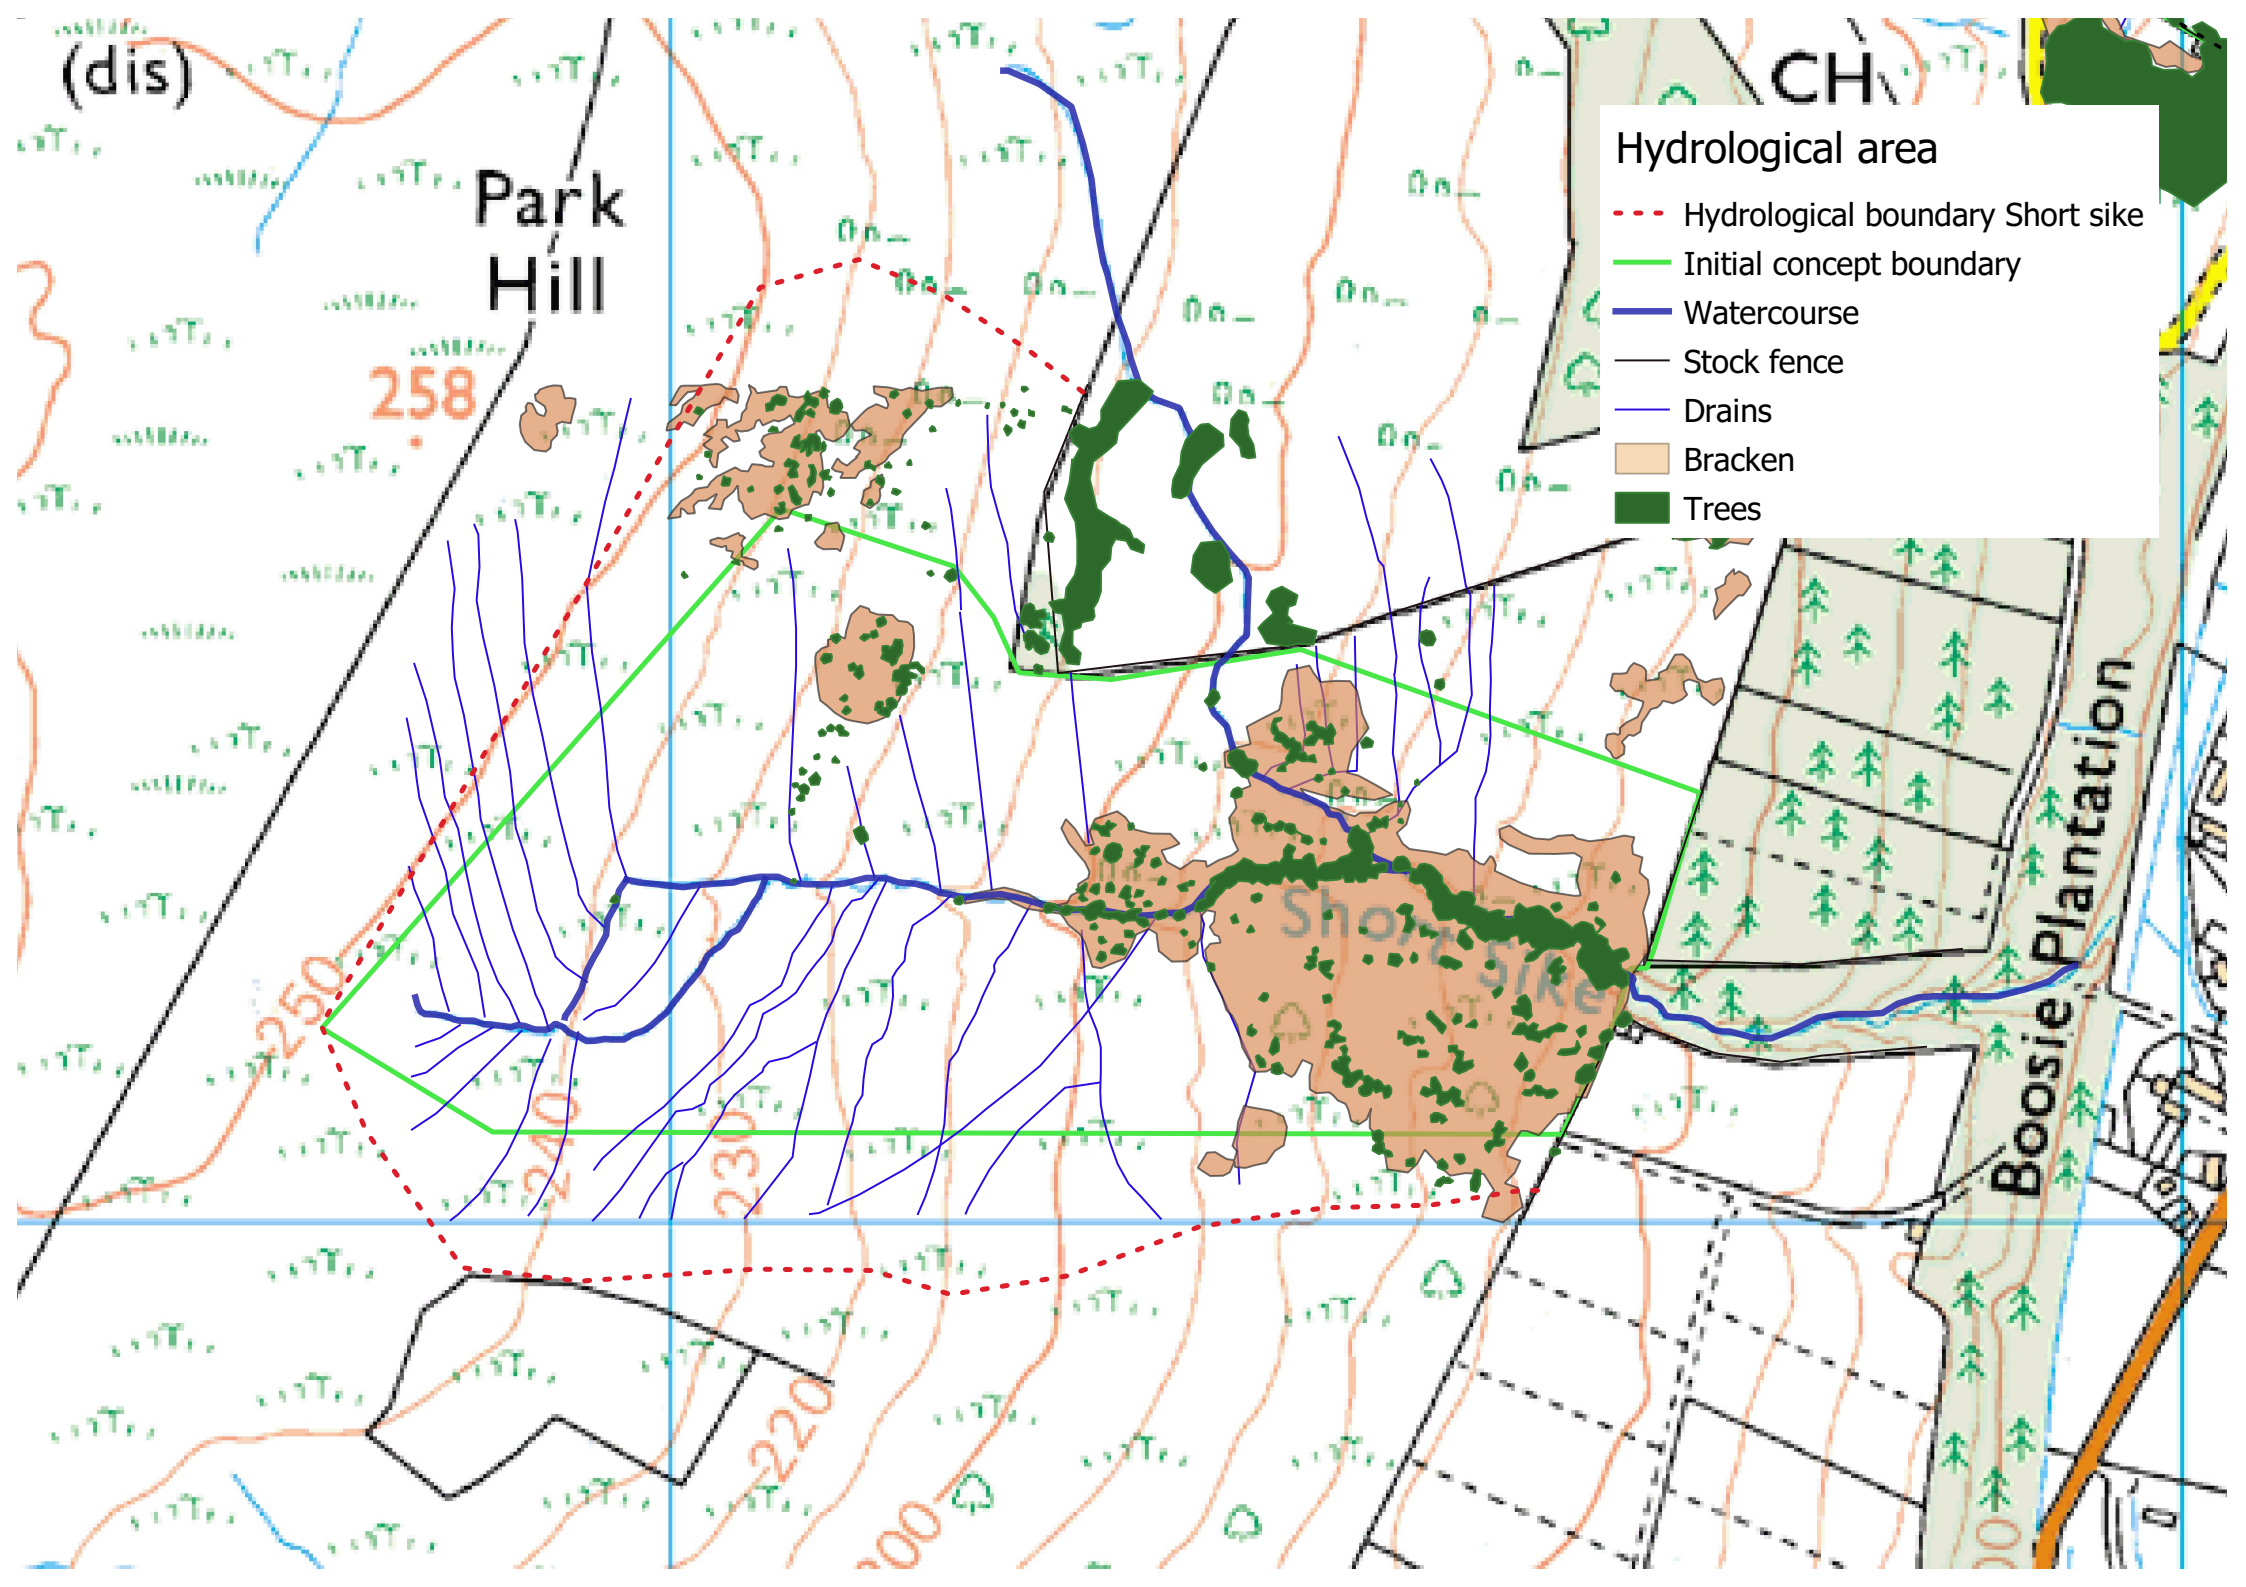 (dis)
CH
Park
Hill
258
Hydrological area
Hydrological boundary Short sike
Initial concept boundary
Watercourse
Stock fence
Drains
Bracken
Trees
Short Sike
Boosie Plantation
250
240
230
220